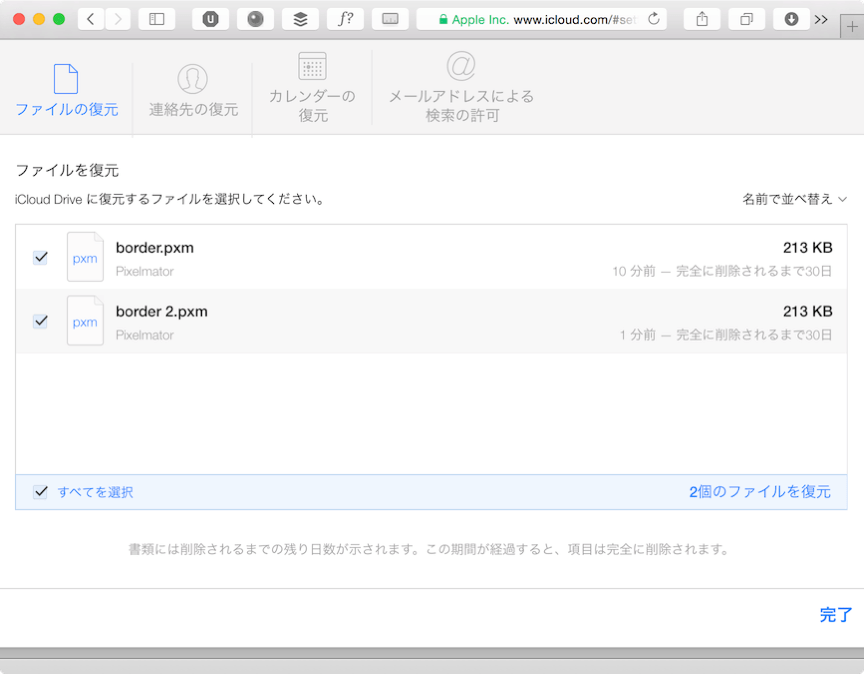 U
f?
Apple Inc. www.icloud.com/#set
>>
ファイルの復元
連絡先の復元
カレンダーの
復元
メールアドレスによる
検索の許可
ファイルを復元
iCloud Drive に復元するファイルを選択してください。
名前で並べ替え
pxm
border.pxm
213 KB
Pixelmator
10 分前 — 完全に削除されるまで30日
pxm
border 2.pxm
213 KB
Pixelmator
1 分前 — 完全に削除されるまで30日
すべてを選択
2個のファイルを復元
書類には削除されるまでの残り日数が示されます。この期間が経過すると、項目は完全に削除されます。
完了